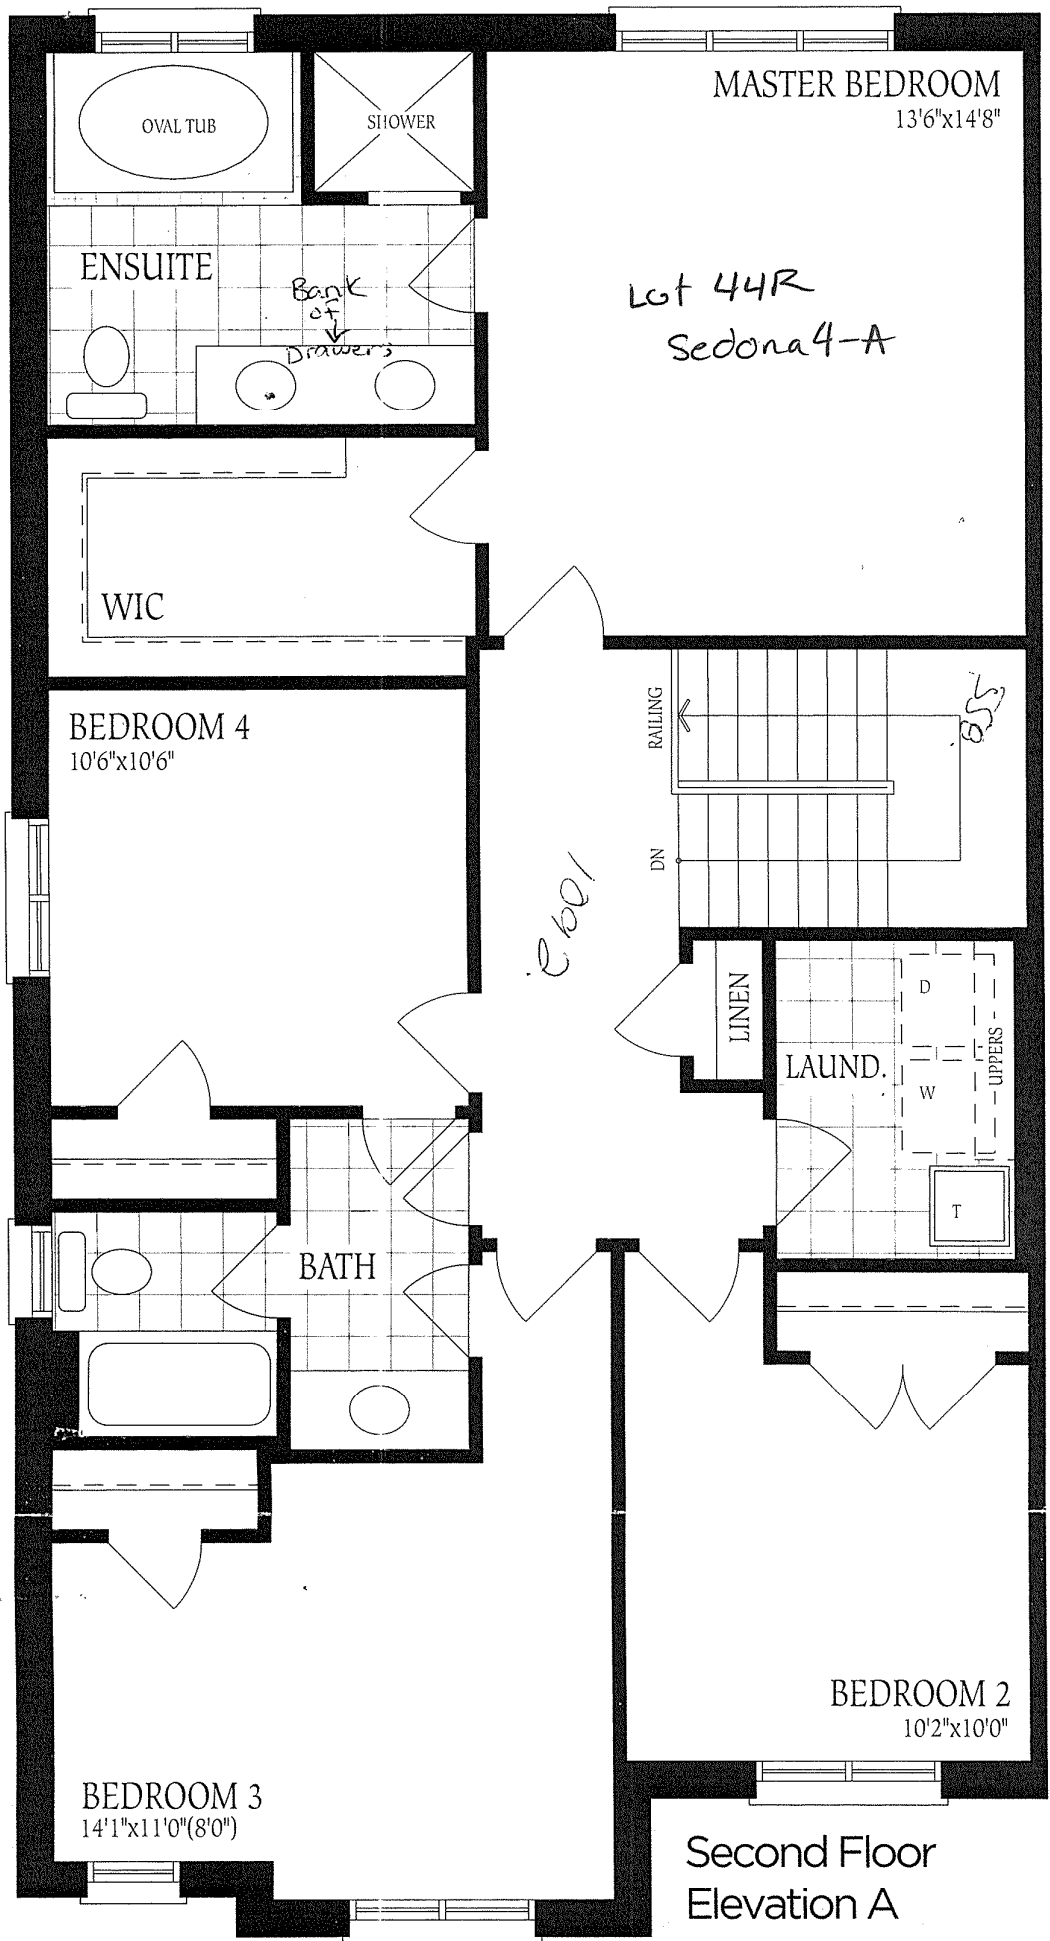 MASTER BEDROOM
13'6"x14'8"
OVAL TUB
SHOWER
ENSUITE
Bank
of
Drawers
Lot 44R
Sedona 4-A
WIC
BEDROOM 4
10'6"x10'6"
RAILING
DN
LINEN
LAUND.
D
W
UPPERS
T
BATH
BEDROOM 2
10'2"x10'0"
BEDROOM 3
14'1"x11'0"(8'0")
Second Floor
Elevation A